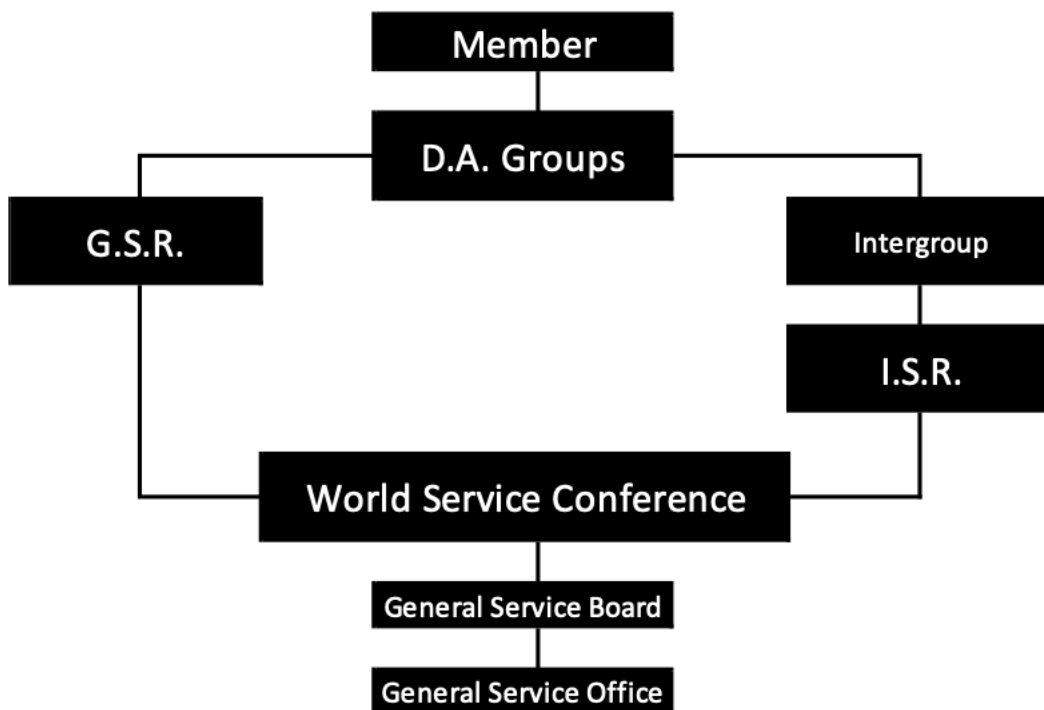 Member
D.A. Groups
G.S.R.
Intergroup
I.S.R.
World Service Conference
General Service Board
General Service Office